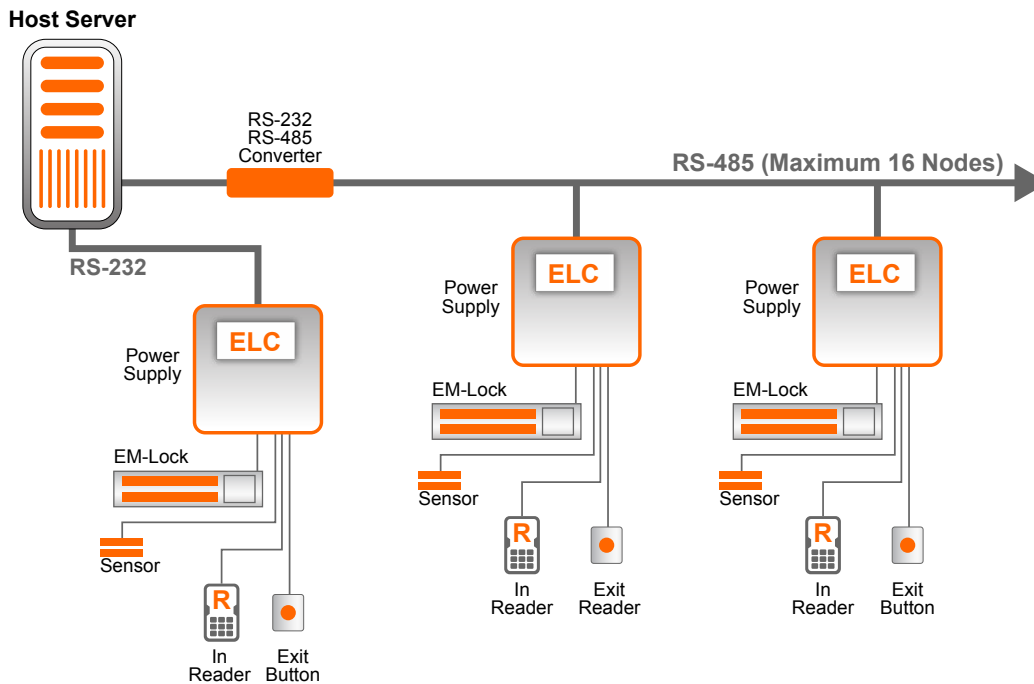 Host Server
RS-232
RS-485
Converter
RS-485 (Maximum 16 Nodes)
RS-232
ELC
Power
Supply
EM-Lock
Sensor
R
In
Reader
Exit
Button
ELC
Power
Supply
EM-Lock
Sensor
R
In
Reader
Exit
Reader
ELC
Power
Supply
EM-Lock
Sensor
R
In
Reader
Exit
Button